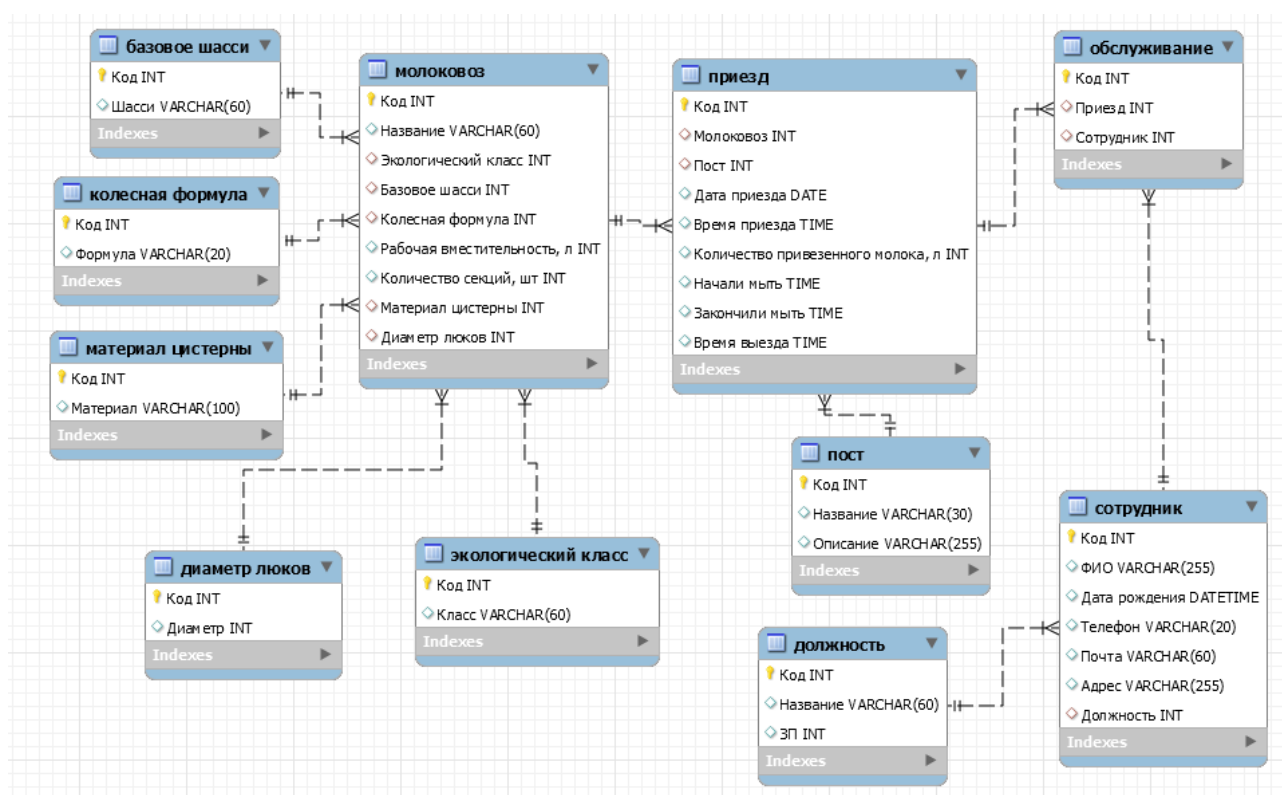 базовое шасси
Код INT
Шасси VARCHAR(60)
Indexes
колесная формула
Код INT
Формула VARCHAR(20)
Indexes
материал цистерны
Код INT
Материал VARCHAR(100)
Indexes
молоковоз
Код INT
Название VARCHAR(60)
Экологический класс INT
Базовое шасси INT
Колесная формула INT
Рабочая вместительность, л INT
Количество секций, шт INT
Материал цистерны INT
Диаметр люков INT
Indexes
приезд
Код INT
Молоковоз INT
Пост INT
Дата приезда DATE
Время приезда TIME
Количество привезенного молока, л INT
Начали мыть TIME
Закончили мыть TIME
Время выезда TIME
Indexes
обслуживание
Код INT
Приезд INT
Сотрудник INT
Indexes
диаметр люков
Код INT
Диаметр INT
Indexes
экологический класс
Код INT
Класс VARCHAR(60)
Indexes
пост
Код INT
Название VARCHAR(30)
Описание VARCHAR(255)
Indexes
должность
Код INT
Название VARCHAR(60)
ЗП INT
Indexes
сотрудник
Код INT
ФИО VARCHAR(255)
Дата рождения DATETIME
Телефон VARCHAR(20)
Почта VARCHAR(60)
Адрес VARCHAR(255)
Должность INT
Indexes